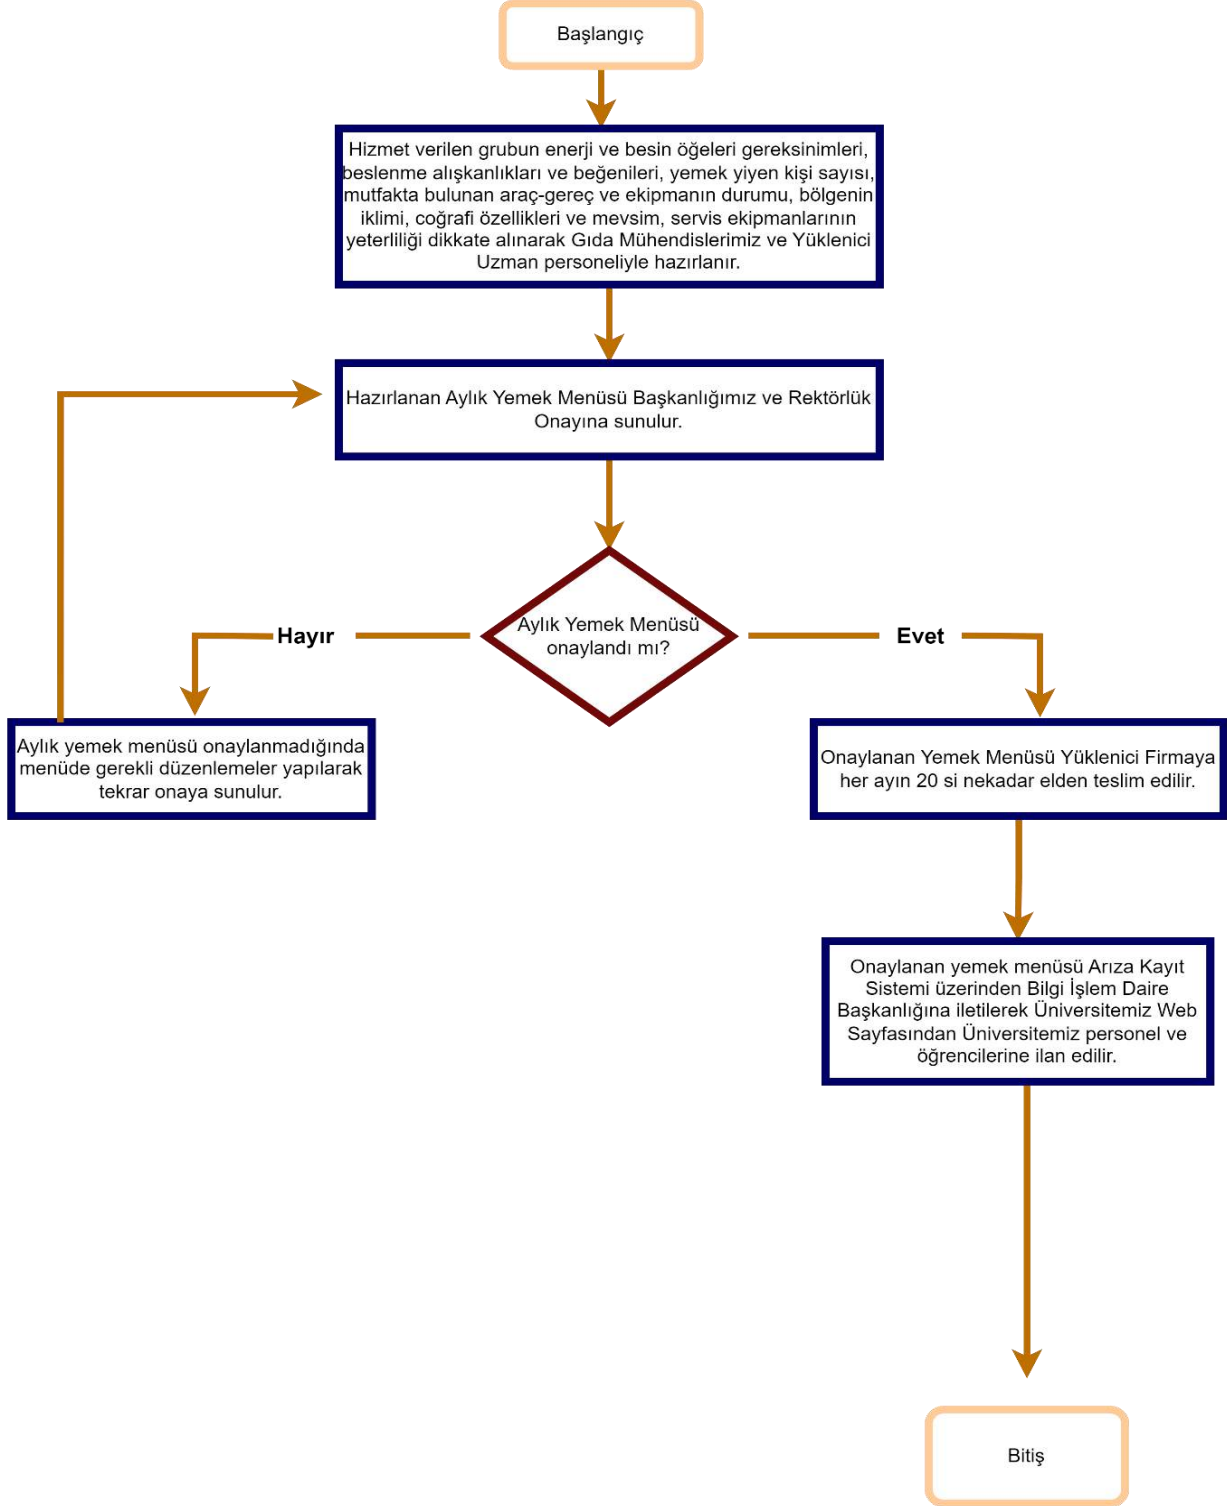 Başlangıç
Hizmet verilen grubun enerji ve besin öğeleri gereksinimleri,
beslenme alışkanlıkları ve beğenileri, yemek yiyen kişi sayısı,
mutfakta bulunan araç-gereç ve ekipmanın durumu, bölgenin
iklimi, coğrafi özellikleri ve mevsim, servis ekipmanlarının
yeterliliği dikkate alınarak Gıda Mühendislerimiz ve Yüklenici
Uzman personeliyle hazırlanır.
Hazırlanan Aylık Yemek Menüsü Başkanlığımız ve Rektörlük
Onayına sunulur.
Aylık Yemek Menüsü
onaylandı mı?
Hayır
Evet
Aylık yemek menüsü onaylanmadığında
menüde gerekli düzenlemeler yapılarak
tekrar onaya sunulur.
Onaylanan Yemek Menüsü Yüklenici Firmaya
her ayın 20 si nekadar elden teslim edilir.
Onaylanan yemek menüsü Arıza Kayıt
Sistemi üzerinden Bilgi İşlem Daire
Başkanlığına iletilerek Üniversitemiz Web
Sayfasından Üniversitemiz personel ve
öğrencilerine ilan edilir.
Bitiş